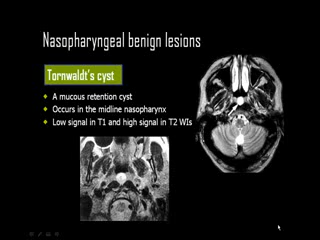 Nasopharyngeal benign lesions
Tornwaldt's cyst
A mucous retention cyst
Occurs in the midline nasopharynx
Low signal in T1 and high signal in T2 WIs